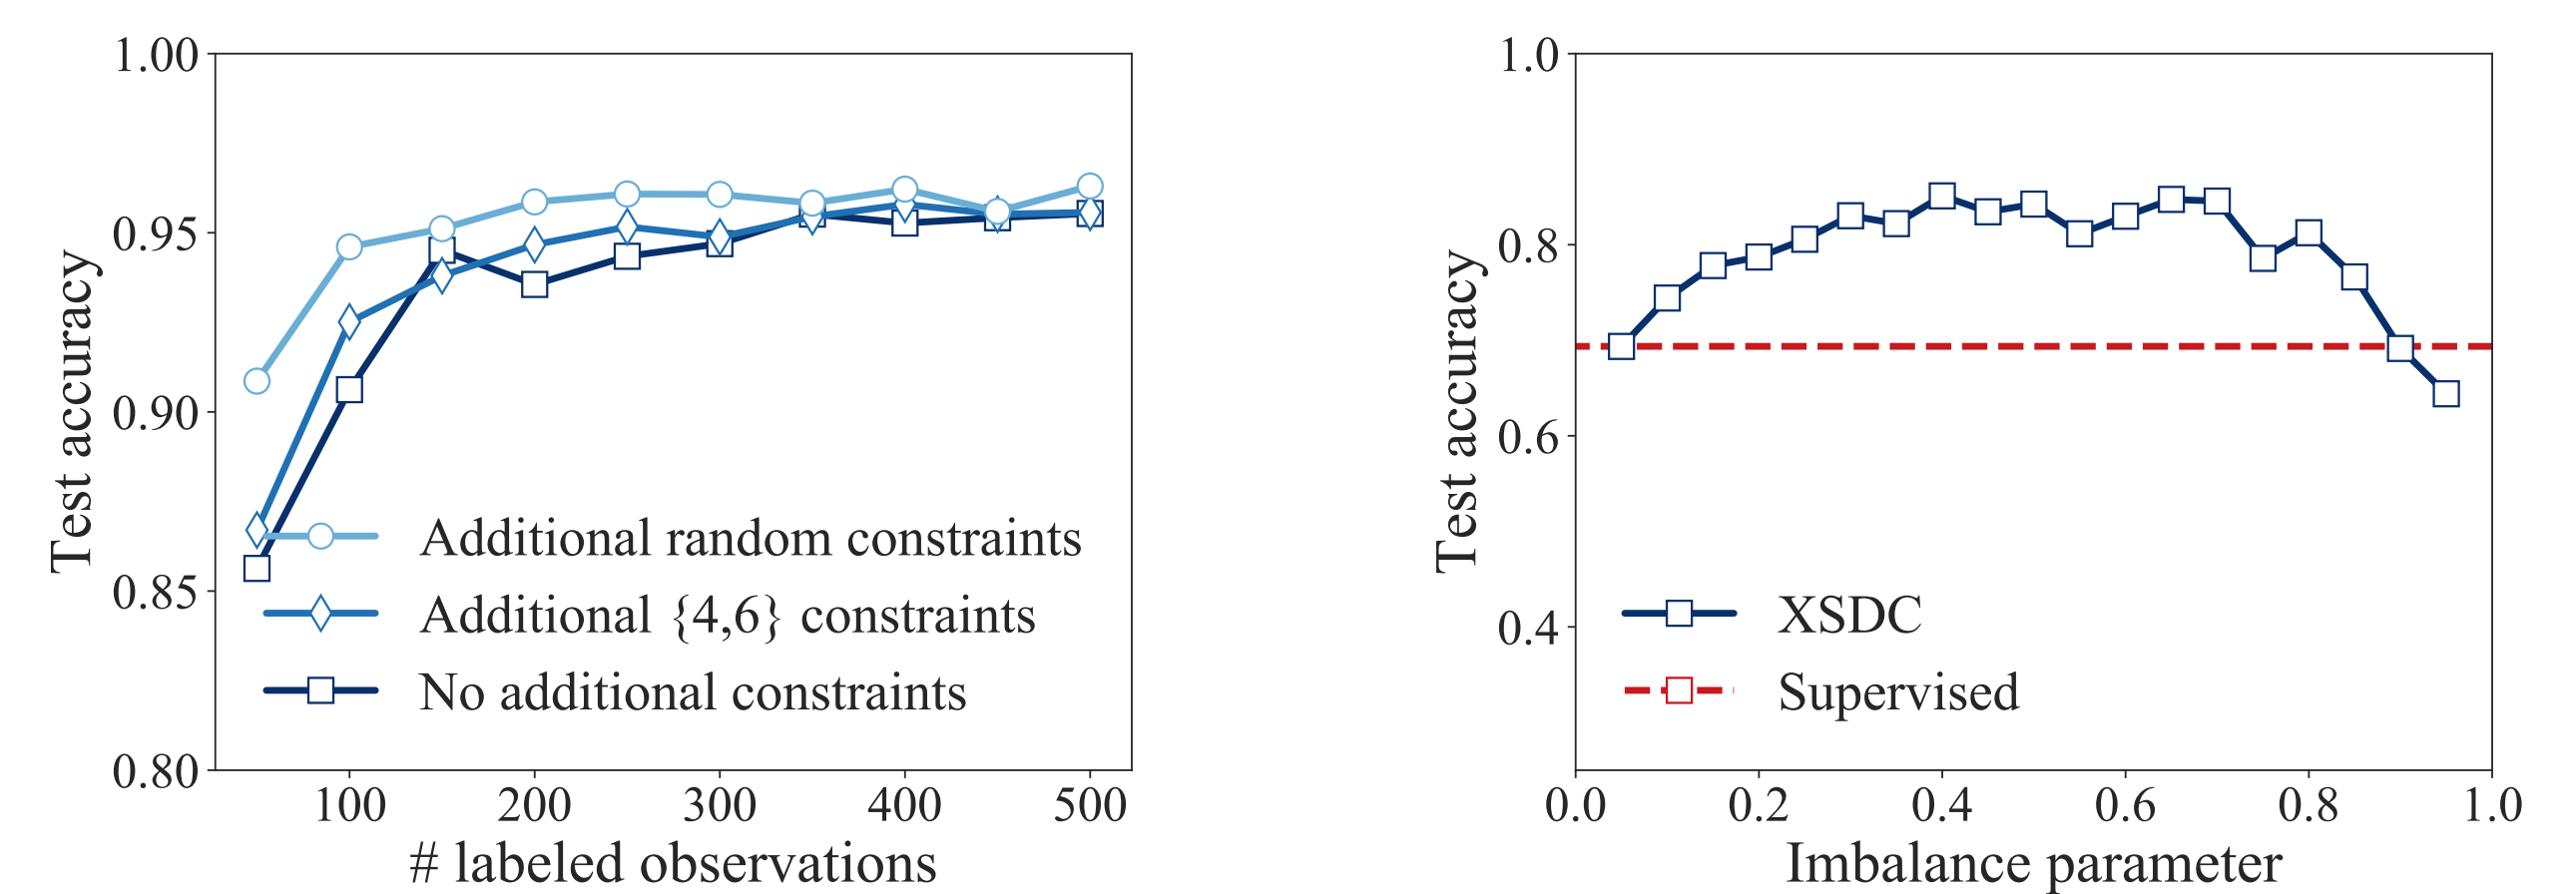 1.00
0.95
0.90
0.85
0.80
Test accuracy
Additional random constraints
Additional {4,6} constraints
No additional constraints
100 200 300 400 500
# labeled observations
1.0
0.8
0.6
0.4
Test accuracy
XSDC
Supervised
0.0 0.2 0.4 0.6 0.8 1.0
Imbalance parameter